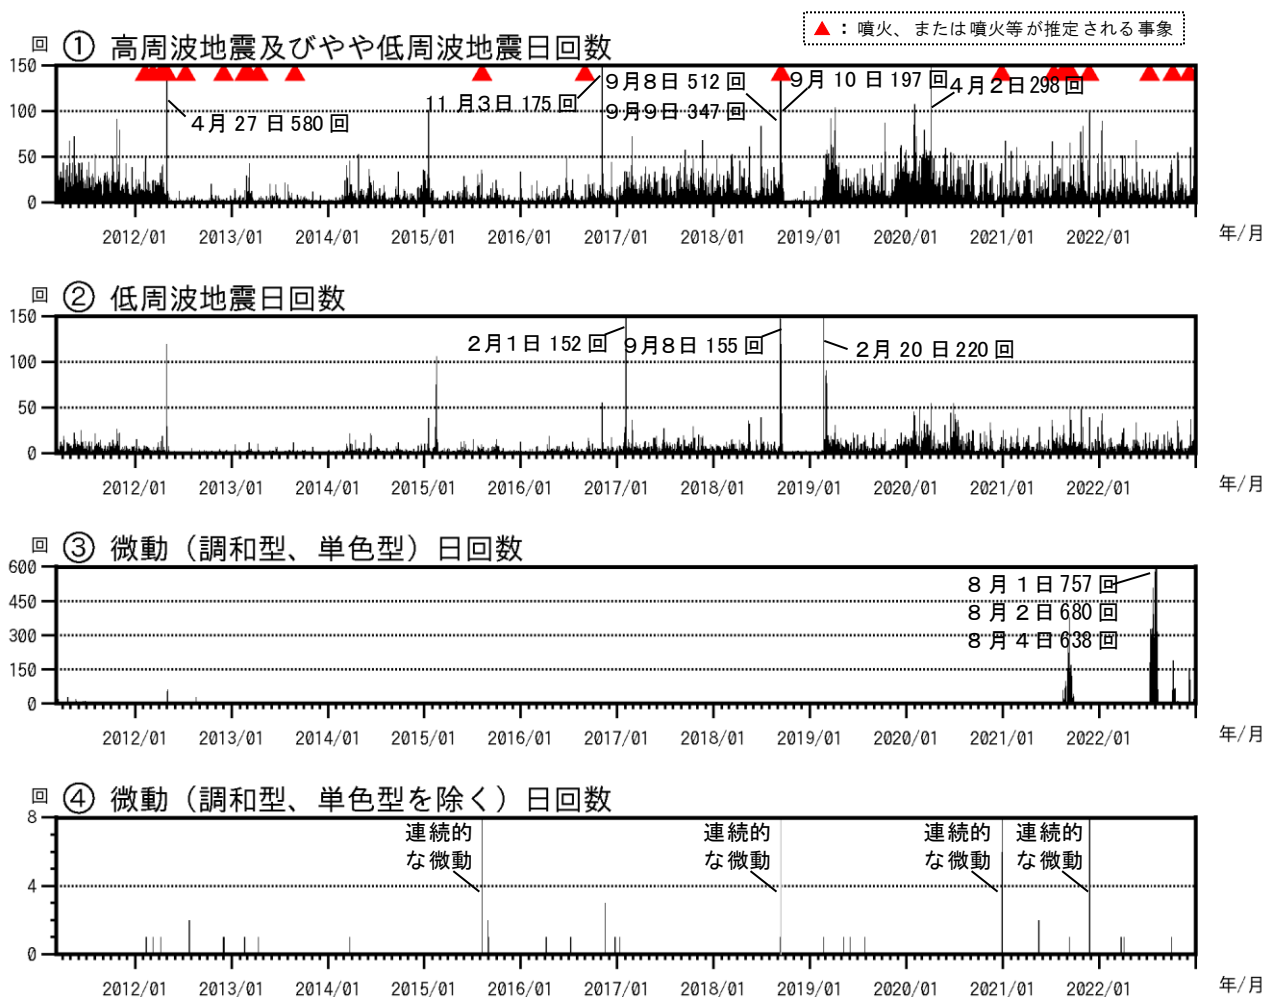 ▲：噴火、または噴火等が推定される事象
回 ① 高周波地震及びやや低周波地震日回数
150
100
50
0
4月27日580回
11月3日175回
9月8日512回
9月9日347回
9月10日197回
4月2日298回
2012/01 2013/01 2014/01 2015/01 2016/01 2017/01 2018/01 2019/01 2020/01 2021/01 2022/01 年/月
回 ② 低周波地震日回数
150
100
50
0
2月1日152回
9月8日155回
2月20日220回
2012/01 2013/01 2014/01 2015/01 2016/01 2017/01 2018/01 2019/01 2020/01 2021/01 2022/01 年/月
回 ③ 微動（調和型、単色型）日回数
600
450
300
150
0
8月1日757回
8月2日680回
8月4日638回
2012/01 2013/01 2014/01 2015/01 2016/01 2017/01 2018/01 2019/01 2020/01 2021/01 2022/01 年/月
回 ④ 微動（調和型、単色型を除く）日回数
8
4
0
連続的
な微動
連続的
な微動
連続的
な微動
連続的
な微動
2012/01 2013/01 2014/01 2015/01 2016/01 2017/01 2018/01 2019/01 2020/01 2021/01 2022/01 年/月